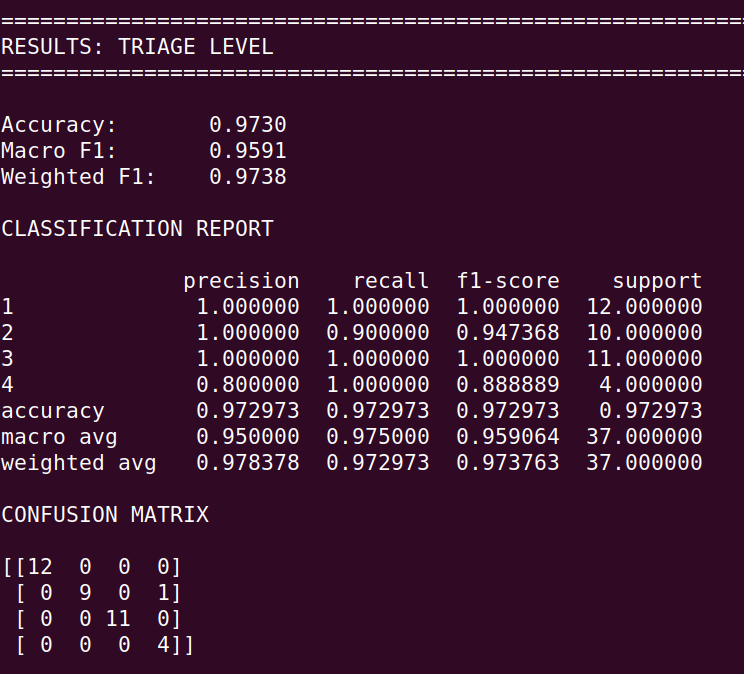 =========================================================
RESULTS: TRIAGE LEVEL
=========================================================
Accuracy:       0.9730
Macro F1:       0.9591
Weighted F1:    0.9738
CLASSIFICATION REPORT
              precision    recall  f1-score    support
1              1.000000  1.000000  1.000000  12.000000
2              1.000000  0.900000  0.947368  10.000000
3              1.000000  1.000000  1.000000  11.000000
4              0.800000  1.000000  0.888889   4.000000
accuracy       0.972973  0.972973  0.972973   0.972973
macro avg      0.950000  0.975000  0.959064  37.000000
weighted avg   0.978378  0.972973  0.973763  37.000000
CONFUSION MATRIX
[[12  0  0  0]
 [ 0  9  0  1]
 [ 0  0 11  0]
 [ 0  0  0  4]]